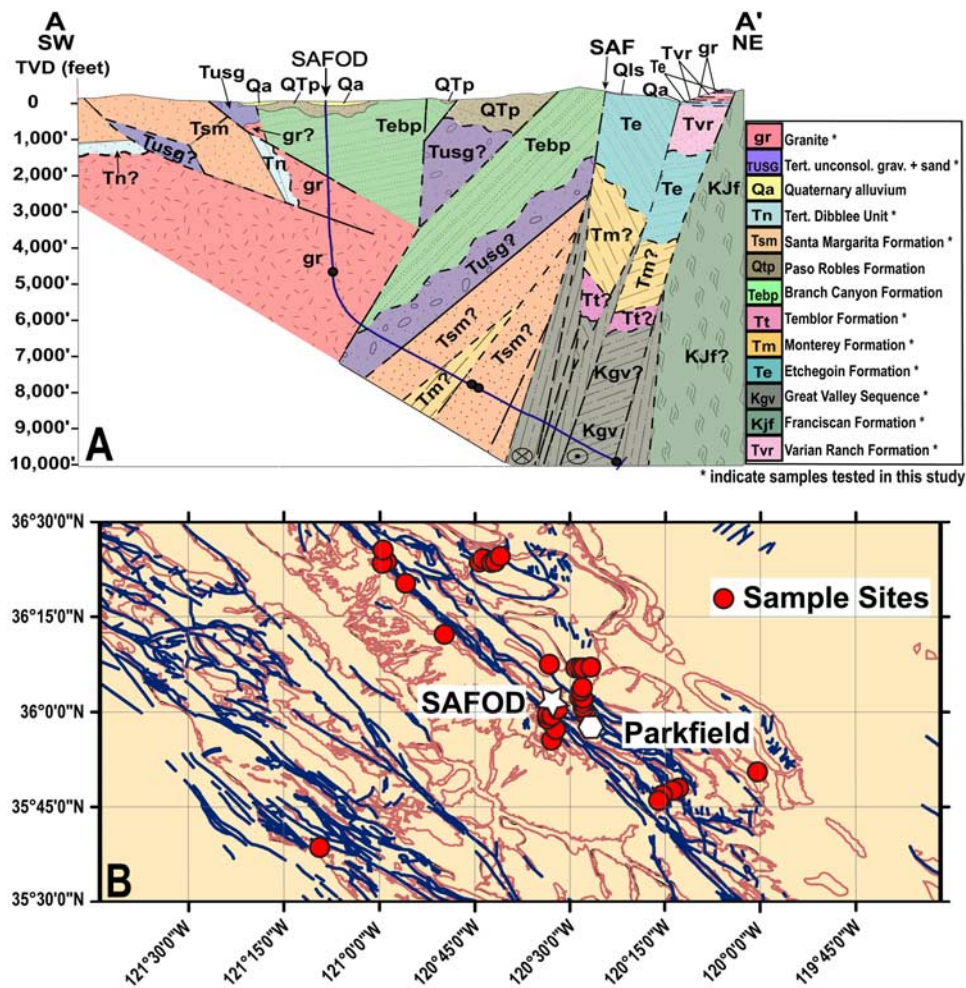 A
SW
A'
NE
TVD (feet)
SAFOD
SAF
Tusg
Qa
QTp
Qa
QTp
Qls
Tvr
gr
Te
Qa
0
1,000'
2,000'
3,000'
4,000'
5,000'
6,000'
7,000'
8,000'
9,000'
10,000'
Tsm
gr?
Tebp
QTp
Te
Tvr
Tusg?
Tn
Tusg?
Tebp
Tn?
gr
Te
KJf
gr
Tusg?
Tm?
Tm?
Tt?
Tt?
Tsm?
Tsm?
Tm?
Kgv?
KJf?
Kgv
A
gr Granite *
TUSG Tert. unconsol. grav. + sand *
Qa Quaternary alluvium
Tn Tert. Dibblee Unit *
Tsm Santa Margarita Formation *
Qtp Paso Robles Formation
Tebp Branch Canyon Formation
Tt Temblor Formation *
Tm Monterey Formation *
Te Etchegoin Formation *
Kgv Great Valley Sequence *
Kjf Franciscan Formation *
Tvr Varian Ranch Formation *
* indicate samples tested in this study
36°30'0"N
36°15'0"N
36°0'0"N
35°45'0"N
35°30'0"N
Sample Sites
SAFOD
Parkfield
B
121°30'0"W
121°15'0"W
121°0'0"W
120°45'0"W
120°30'0"W
120°15'0"W
120°0'0"W
119°45'0"W